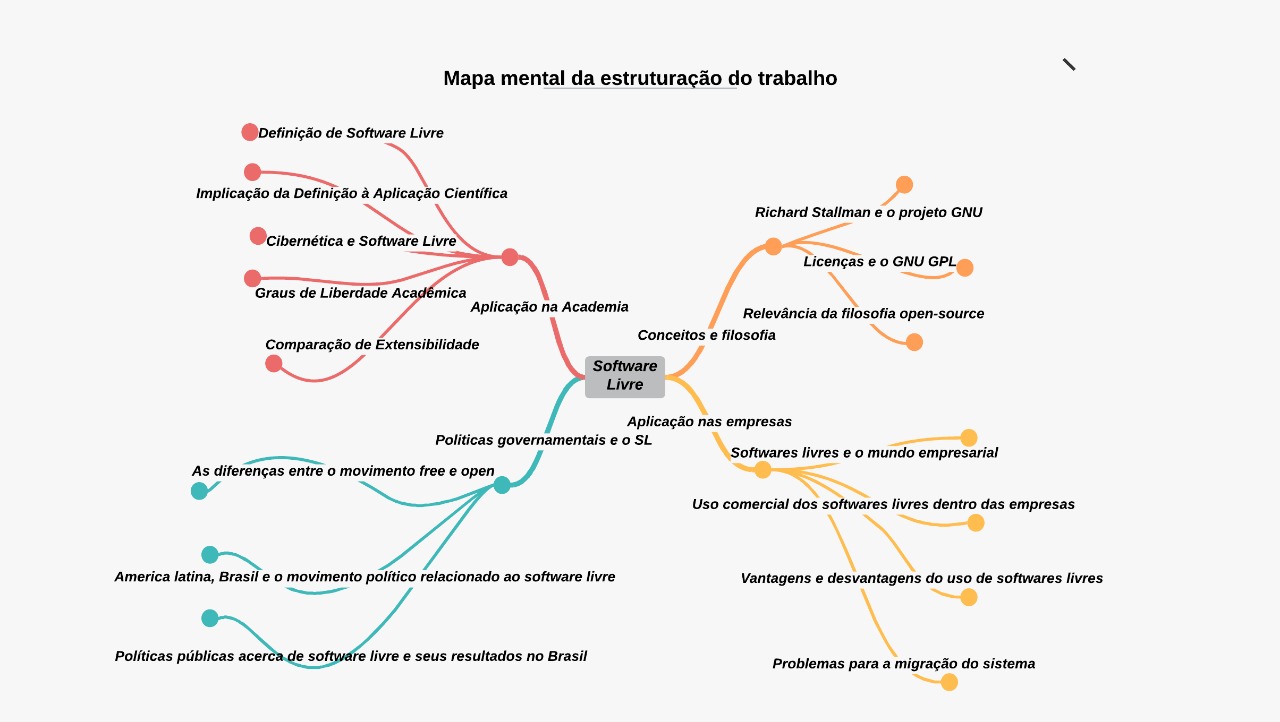 Mapa mental da estruturação do trabalho
Definição de Software Livre
Implicação da Definição à Aplicação Científica
Cibernética e Software Livre
Graus de Liberdade Acadêmica
Comparação de Extensibilidade
Aplicação na Academia
Richard Stallman e o projeto GNU
Licenças e o GNU GPL
Relevância da filosofia open-source
Conceitos e filosofia
Software
Livre
Políticas governamentais e o SL
As diferenças entre o movimento free e open
America latina, Brasil e o movimento político relacionado ao software livre
Políticas públicas acerca de software livre e seus resultados no Brasil
Aplicação nas empresas
Softwares livres e o mundo empresarial
Uso comercial dos softwares livres dentro das empresas
Vantagens e desvantagens do uso de softwares livres
Problemas para a migração do sistema